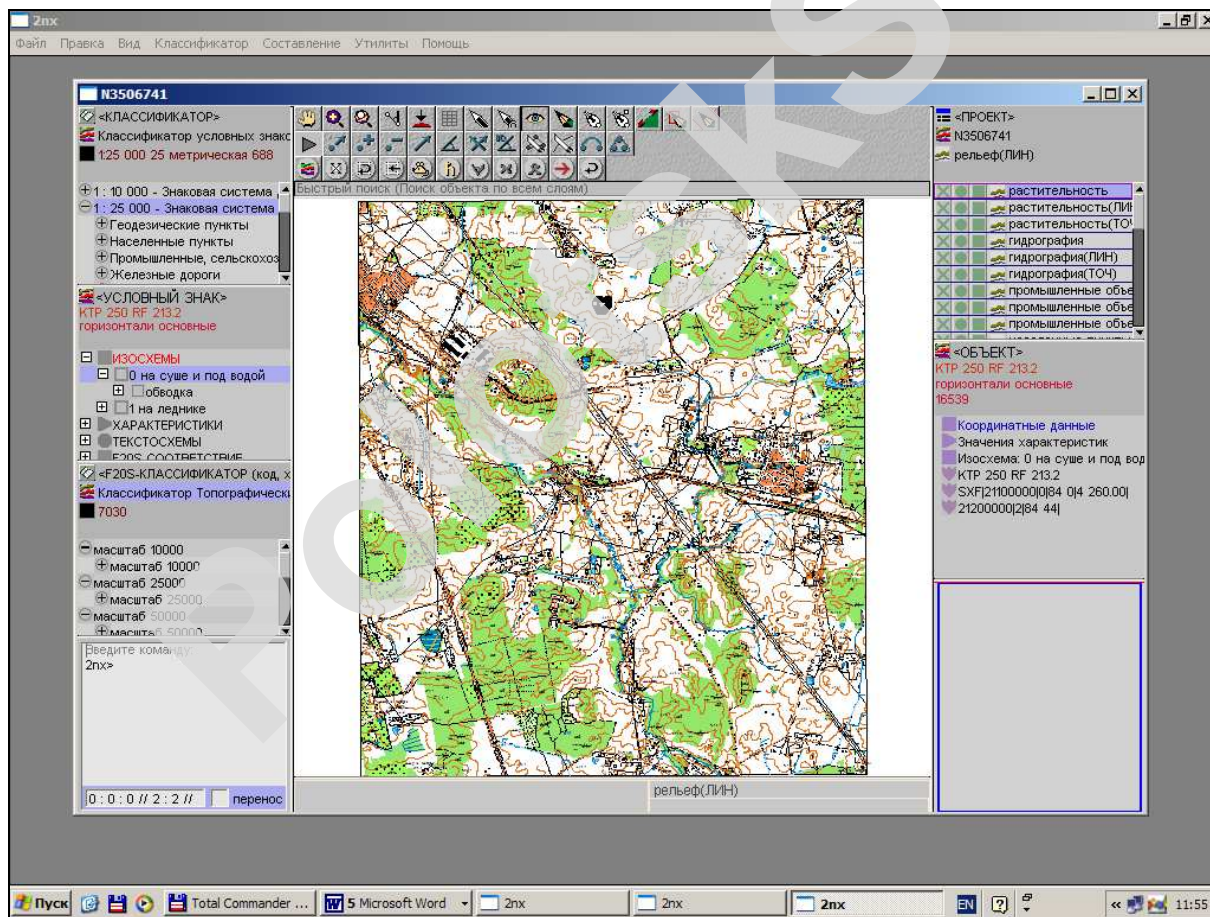 2nx
Файл Правка Вид Классификатор Составление Утилиты Помощь
N3506741
<КЛАССИФИКАТОР>
Классификатор условных знакс
1:25 000 25 метрическая 688
1 : 10 000 - Знаковая система
1 : 25 000 - Знаковая система
Геодезические пункты
Населенные пункты
Промышленные, сельскохоз
Железные дороги
<УСЛОВНЫЙ ЗНАК>
КТР 250 RF 213.2
горизонтали основные
ИЗОСХЕМЫ
0 на суше и под водой
обводка
1 на леднике
ХАРАКТЕРИСТИКИ
ТЕКСТОСХЕМЫ
F20S СООТВЕТСТВИЕ
<F20S-КЛАССИФИКАТОР (код, х
Классификатор Топографически
7030
масштаб 10000
масштаб 10000
масштаб 25000
масштаб 25000
масштаб 50000
масштаб 50000
Введите команду:
2nx>
0 : 0 : 0 // 2 : 2 // перенос
Быстрый поиск (Поиск объекта по всем слоям)
рельеф(ЛИН)
<ПРОЕКТ>
N3506741
рельеф(ЛИН)
растительность
растительность(ЛИН
растительность(ТОЧ
гидрография
гидрография(ЛИН)
гидрография(ТОЧ)
промышленные объе
промышленные объе
промышленные объе
<ОБЪЕКТ>
КТР 250 RF 213.2
горизонтали основные
16539
Координатные данные
Значения характеристик
Изосхема: 0 на суше и под вод
КТР 250 RF 213.2
SXF|21100000|0|84 0|4 260.00|
21200000|2|84 44|
Пуск Total Commander ... 5 Microsoft Word 2nx 2nx 2nx EN « 11:55